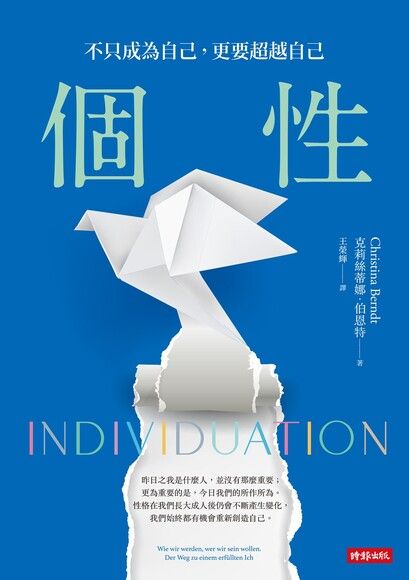 不只成為自己，更要超越自己
個性
Christina Berndt
克莉絲蒂娜．伯恩特——著
王榮輝——譯
INDIVIDUATION
昨日之我是什麼人，並沒有那麼重要；
更為重要的是，今日我們的所作所為。
性格在我們長大成人後仍會不斷產生變化，
我們始終都有機會重新創造自己。
Wie wir werden, wer wir sein wollen.
Der Weg zu einem erfüllten Ich
時報出版